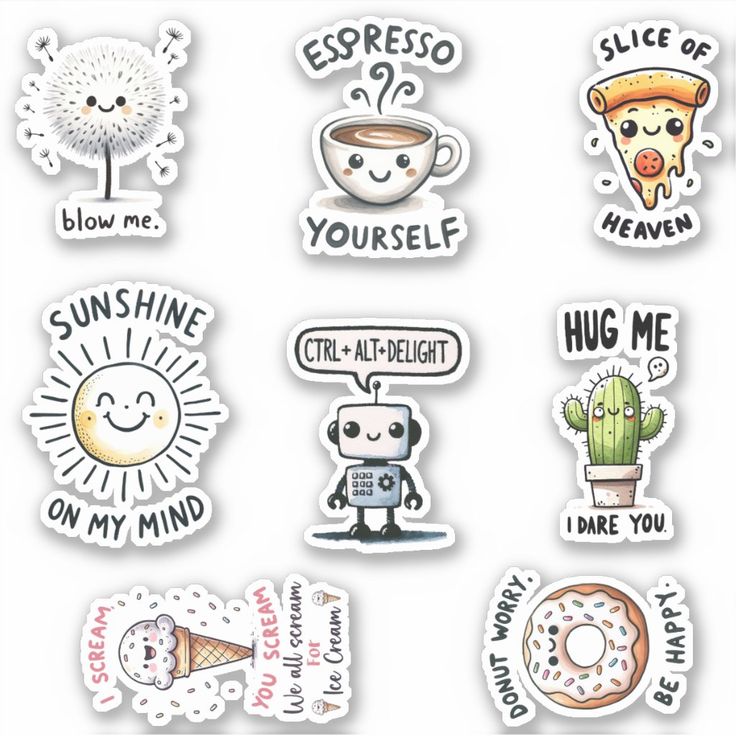 blow me.
ESPRESSO
YOURSELF
SLICE OF
HEAVEN
SUNSHINE
ON MY MIND
CTRL+ALT+DELIGHT
HUG ME
I DARE YOU.
I SCREAM,
YOU SCREAM
We all scream
FOR
Ice Cream
DONUT WORRY,
BE HAPPY.